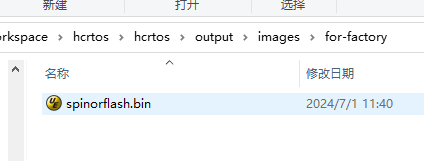 新建 打开 选择
orkspace > hcrtos > hcrtos > output > images > for-factory
名称 修改日期
spinorflash.bin 2024/7/1 11:40